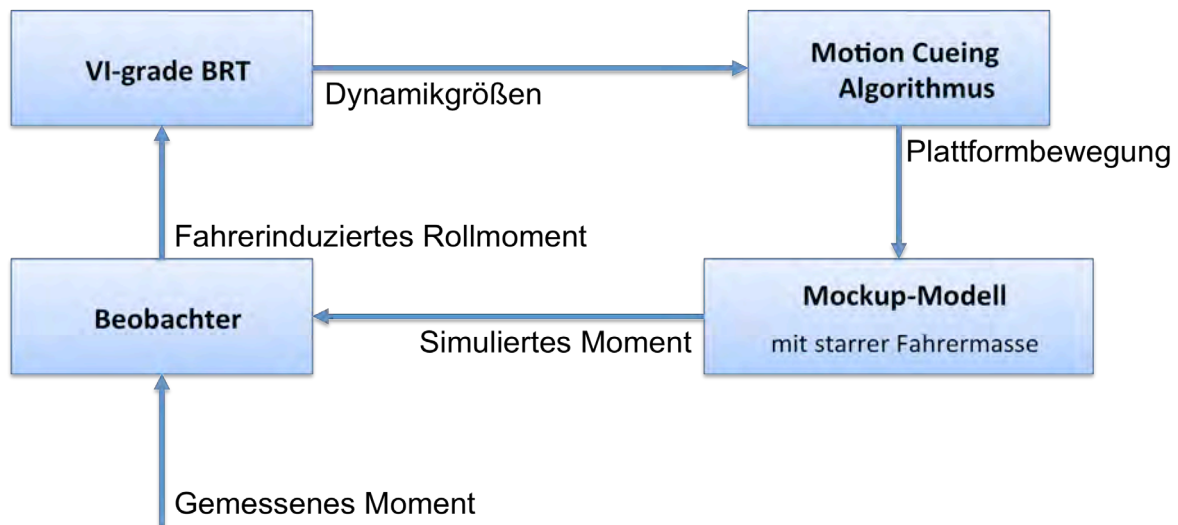 VI-grade BRT
Motion Cueing
Algorithmus
Dynamikgrößen
Plattformbewegung
Fahrerinduziertes Rollmoment
Mockup-Modell
mit starrer Fahrermasse
Beobachter
Simuliertes Moment
Gemessenes Moment